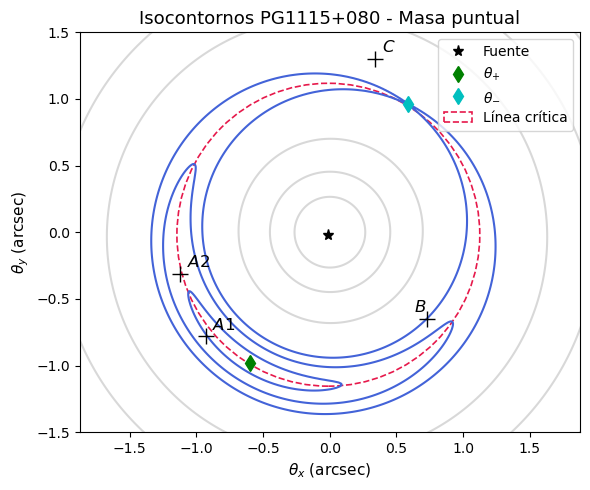 Isocontornos PG1115+080 - Masa puntual
Fuente
θ+
θ−
Línea crítica
C
A2
A1
B
1.5
1.0
0.5
0.0
−0.5
−1.0
−1.5
−1.5
−1.0
−0.5
0.0
0.5
1.0
1.5
θy (arcsec)
θx (arcsec)